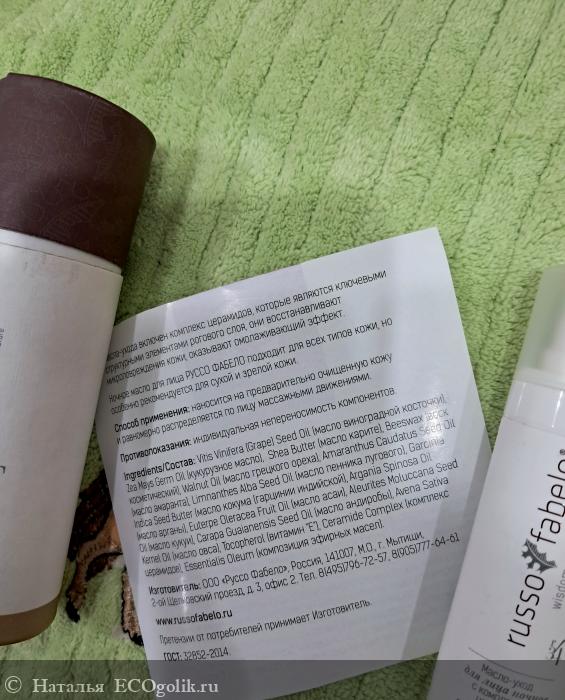 асло-ухода включен комплекс церамидов, которые являются ключевыми
структурными элементами рогового слоя, они восстанавливают
микроповреждения кожи, оказывают омолаживающий эффект.
Ночное масло для лица РУССО ФАБЕЛО подходит для всех типов кожи, но
особенно рекомендуется для сухой и зрелой кожи.
Способ применения: наносится на предварительно очищенную кожу
и равномерно распределяется по лицу массажными движениями.
Противопоказания: индивидуальная непереносимость компонентов.
Ingredients/Состав: Vitis Vinifera (Grape) Seed Oil (масло виноградной косточки),
Zea Mays Germ Oil (кукурузное масло), Shea Butter (масло карите), Beeswax (воск
косметический), Walnut Oil (масло грецкого ореха), Amaranthus Caudatus Seed Oil
(масло амаранта), Limnanthes Alba Seed Oil (масло пенника лугового), Garcinia
Indica Seed Butter (масло кокума (гарцинии индийской), Argania Spinosa Oil
(масло арганы), Euterpe Oleracea Fruit Oil (масло асаи), Aleurites Moluccana Seed
Oil (масло кукуи), Carapa Guaianensis Seed Oil (масло андиробы), Avena Sativa
Kernel Oil (масло овса), Tocopherol (витамин "Е"), Ceramide Complex (комплекс
церамидов), Essentialis Oleum (композиция эфирных масел).
Изготовитель: ООО «Руссо Фабело», Россия, 141007, М.О., г. Мытищи,
2-ой Щелковский проезд, д. 3, офис 2. Тел. 8(495)796-72-57, 8(905)777-64-61
www.russofabelo.ru
Претензии от потребителей принимает Изготовитель.
ГОСТ: 32852-2014.
russo fabelo®
wisdom
Масло-уход
для лица ночное
с комп
© Наталья ECOgolik.ru